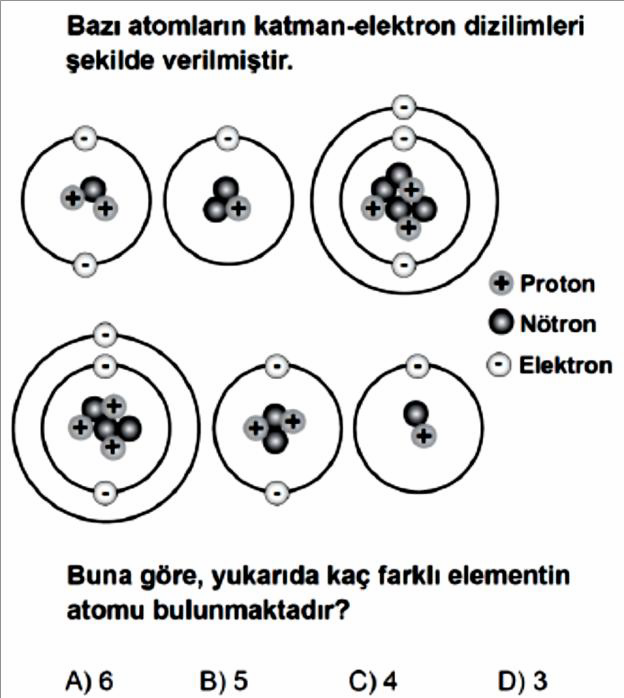 Bazı atomların katman-elektron dizilimleri
şekilde verilmiştir.
Proton
Nötron
Elektron
Buna göre, yukarıda kaç farklı elementin
atomu bulunmaktadır?
A) 6 B) 5 C) 4 D) 3